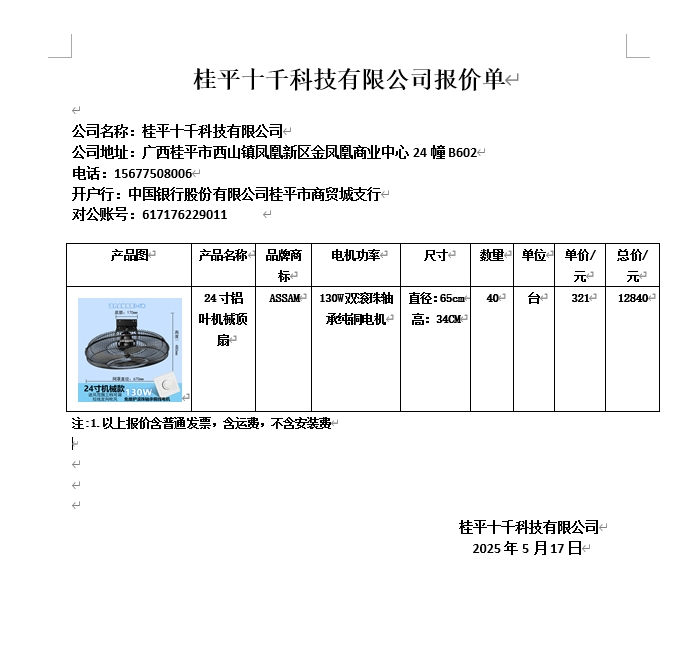 桂平十千科技有限公司报价单
公司名称：桂平十千科技有限公司
公司地址：广西桂平市西山镇凤凰新区金凤凰商业中心 24 幢 B602
电话：15677508006
开户行：中国银行股份有限公司桂平市商贸城支行
对公账号：617176229011
产品图 产品名称 品牌商标 电机功率 尺寸 数量 单位 单价/元 总价/元
24 寸铝叶机械顶扇 ASSAM 130W双滚珠轴承纯铜电机 直径：65cm 高：34CM 40 台 321 12840
24寸机械款
130W
注：1.以上报价含普通发票，含运费，不含安装费
桂平十千科技有限公司
2025 年 5 月 17 日